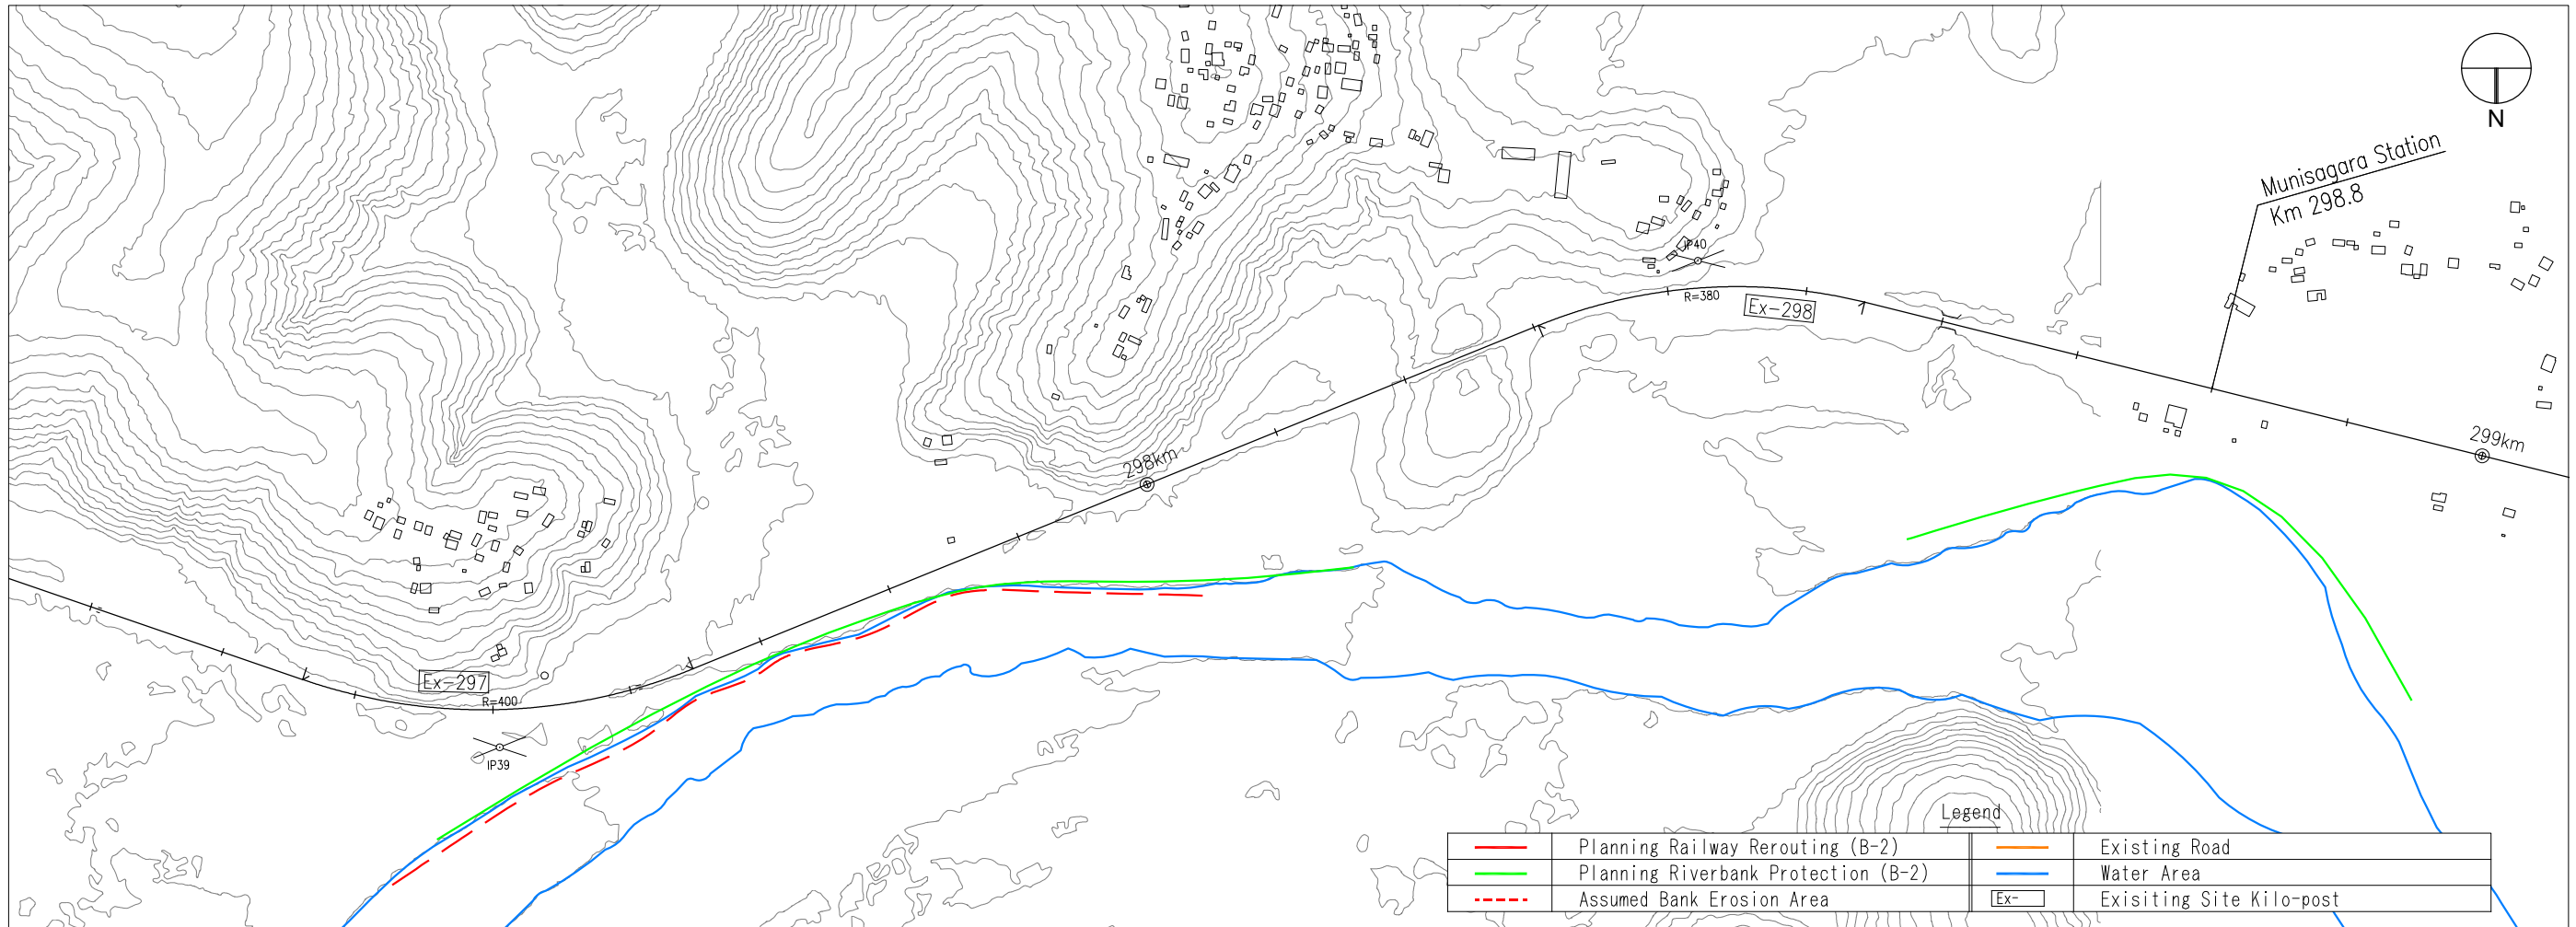 N
Munisagara Station
Km 298.8
IP40
R=380
Ex-298
299km
298km
Ex-297
R=400
IP39
Legend
Planning Railway Rerouting (B-2)
Existing Road
Planning Riverbank Protection (B-2)
Water Area
Assumed Bank Erosion Area
Ex-
Exisiting Site Kilo-post